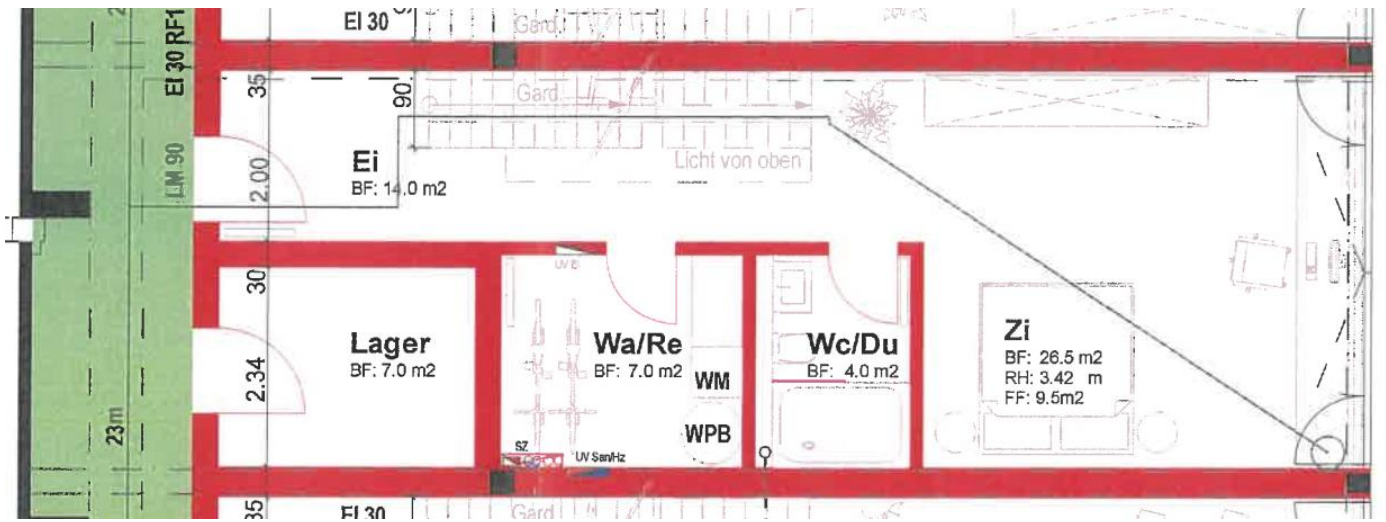 EI 30
Gard.
EI 30 RF1
35
90
Gard.
LM 90
2.00
Ei
BF: 14.0 m2
Licht von oben
30
UV El
Lager
BF: 7.0 m2
Wa/Re
BF: 7.0 m2
WM
Wc/Du
BF: 4.0 m2
Zi
BF: 26.5 m2
RH: 3.42 m
FF: 9.5m2
2.34
23m
WPB
SZ
UV San/Hz
35
EI 30
Gard